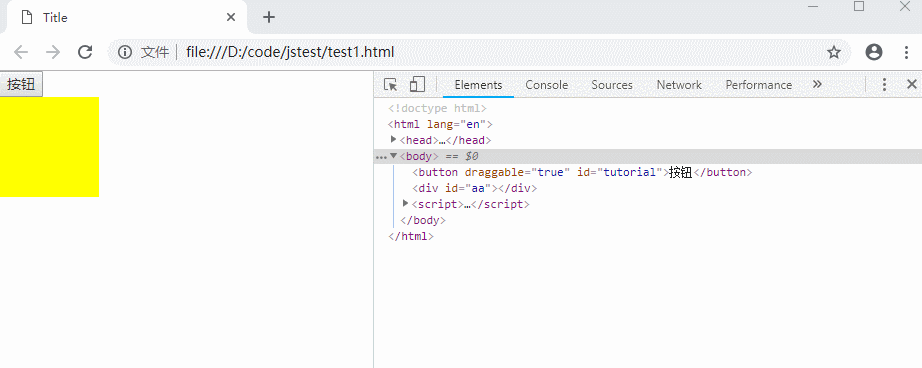 Title
文件 file:///D:/code/jstest/test1.html
按钮
Elements Console Sources Network Performance »
<!doctype html>
<html lang="en">
<head>…</head>
<body> == $0
<button draggable="true" id="tutorial">按钮</button>
<div id="aa"></div>
<script>…</script>
</body>
</html>